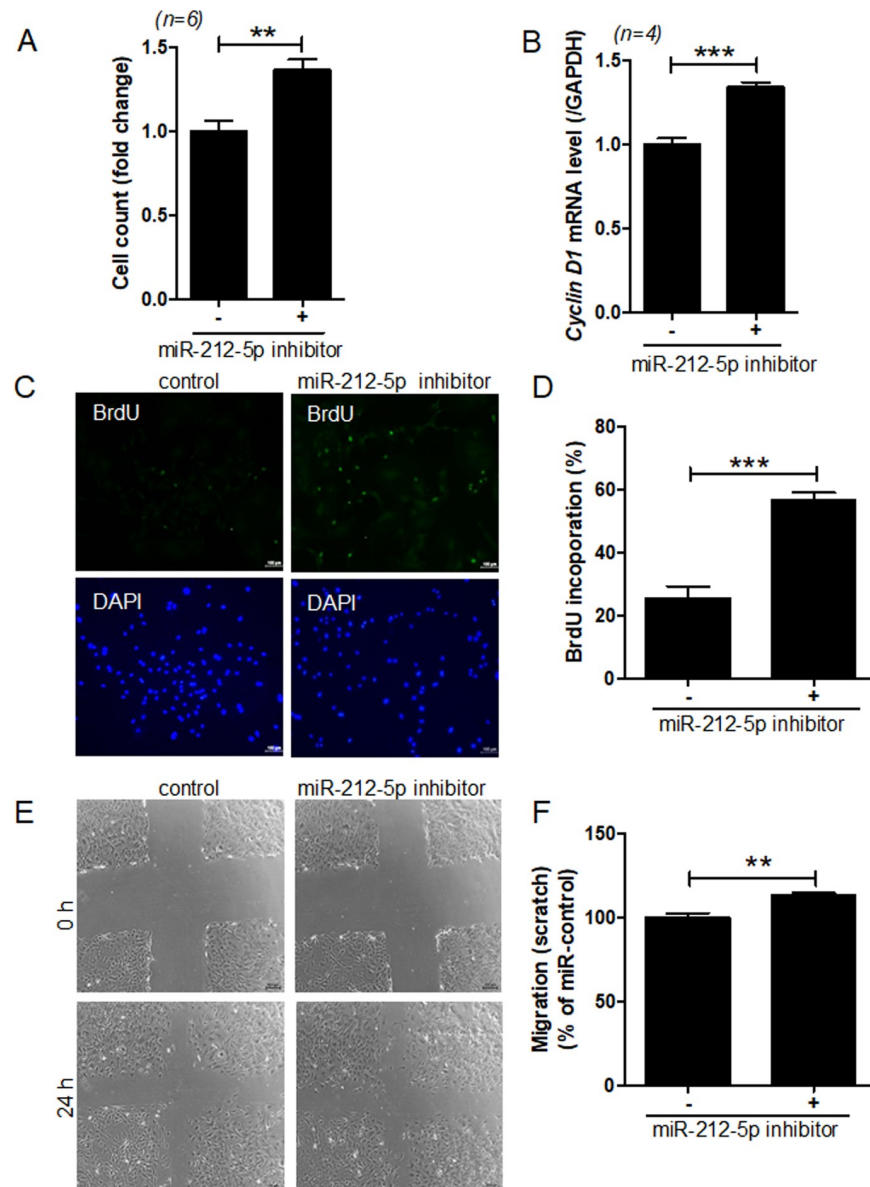 A
(n=6)
**
Cell count (fold change)
1.5
1.0
0.5
0.0
- +
miR-212-5p inhibitor
B
(n=4)
***
Cyclin D1 mRNA level (/GAPDH)
1.5
1.0
0.5
0.0
- +
miR-212-5p inhibitor
C
control miR-212-5p inhibitor
BrdU BrdU
DAPI DAPI
D
***
BrdU incoporation (%)
80
60
40
20
0
- +
miR-212-5p inhibitor
E
control miR-212-5p inhibitor
0 h
24 h
F
**
Migration (scratch)
(% of miR-control)
150
100
50
0
- +
miR-212-5p inhibitor